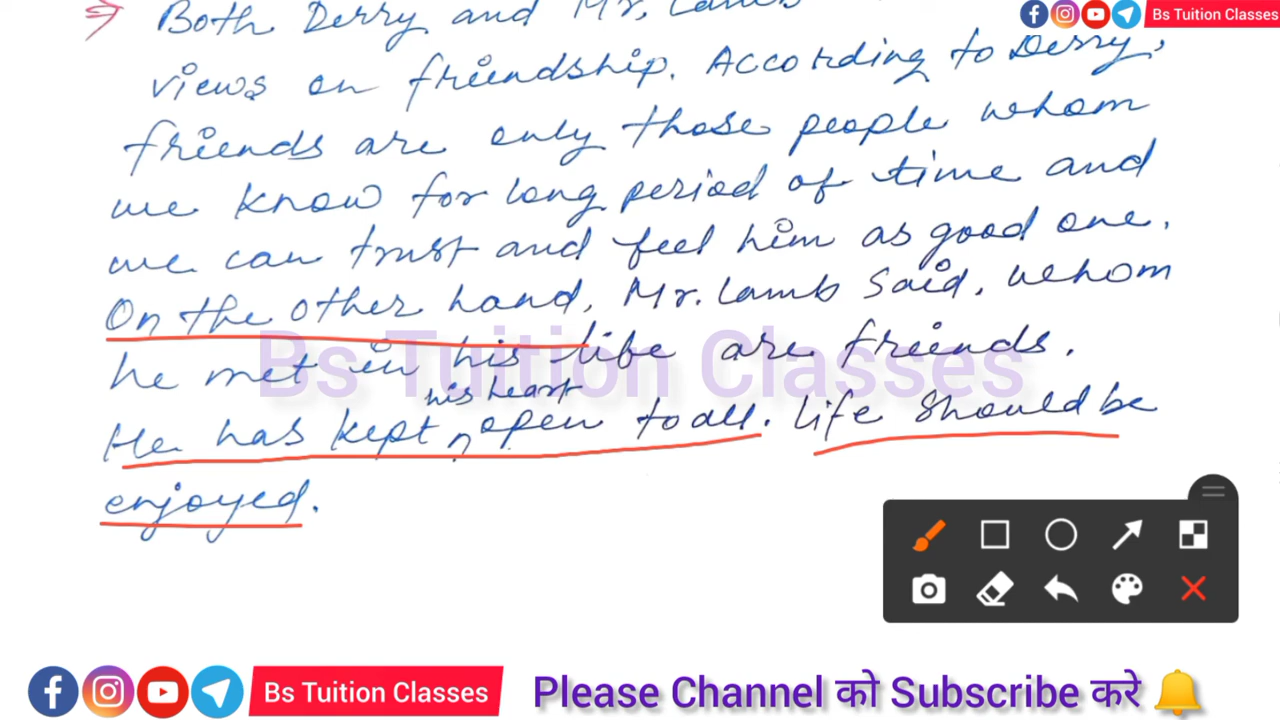 Both Derry and Mr. Lamb
Bs Tuition Classes
views on friendship. According to Derry,
friends are only those people whom
we know for long period of time and
we can trust and feel him as good one.
On the other hand, Mr. Lamb said, whom
he met in his life are friends.
Bs Tuition Classes
his heart
He has kept open to all. Life should be
enjoyed.
Bs Tuition Classes
Please Channel को Subscribe करे